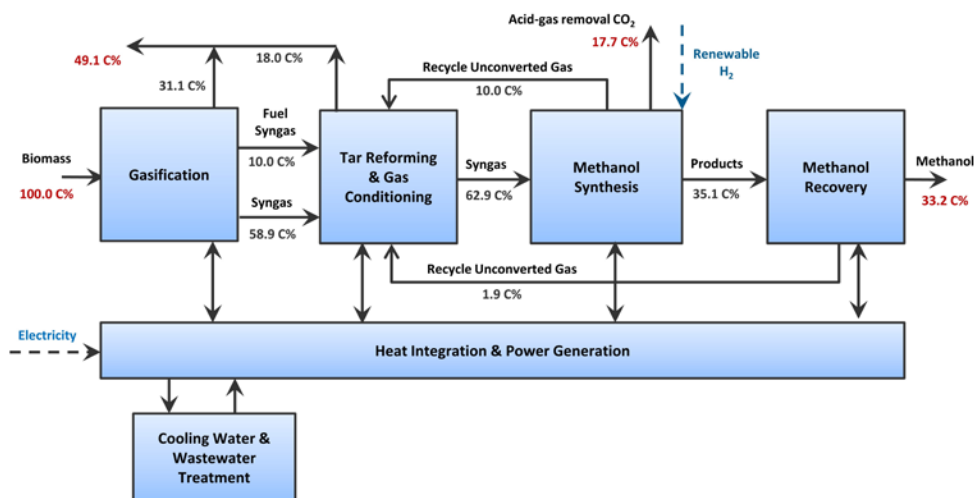 Acid-gas removal CO₂
17.7 C%
Renewable
H₂
49.1 C%
18.0 C%
31.1 C%
Recycle Unconverted Gas
10.0 C%
Biomass
100.0 C%
Gasification
Fuel
Syngas
10.0 C%
Syngas
58.9 C%
Tar Reforming
& Gas
Conditioning
Syngas
62.9 C%
Methanol
Synthesis
Products
35.1 C%
Methanol
Recovery
Methanol
33.2 C%
Recycle Unconverted Gas
1.9 C%
Electricity
Heat Integration & Power Generation
Cooling Water &
Wastewater
Treatment